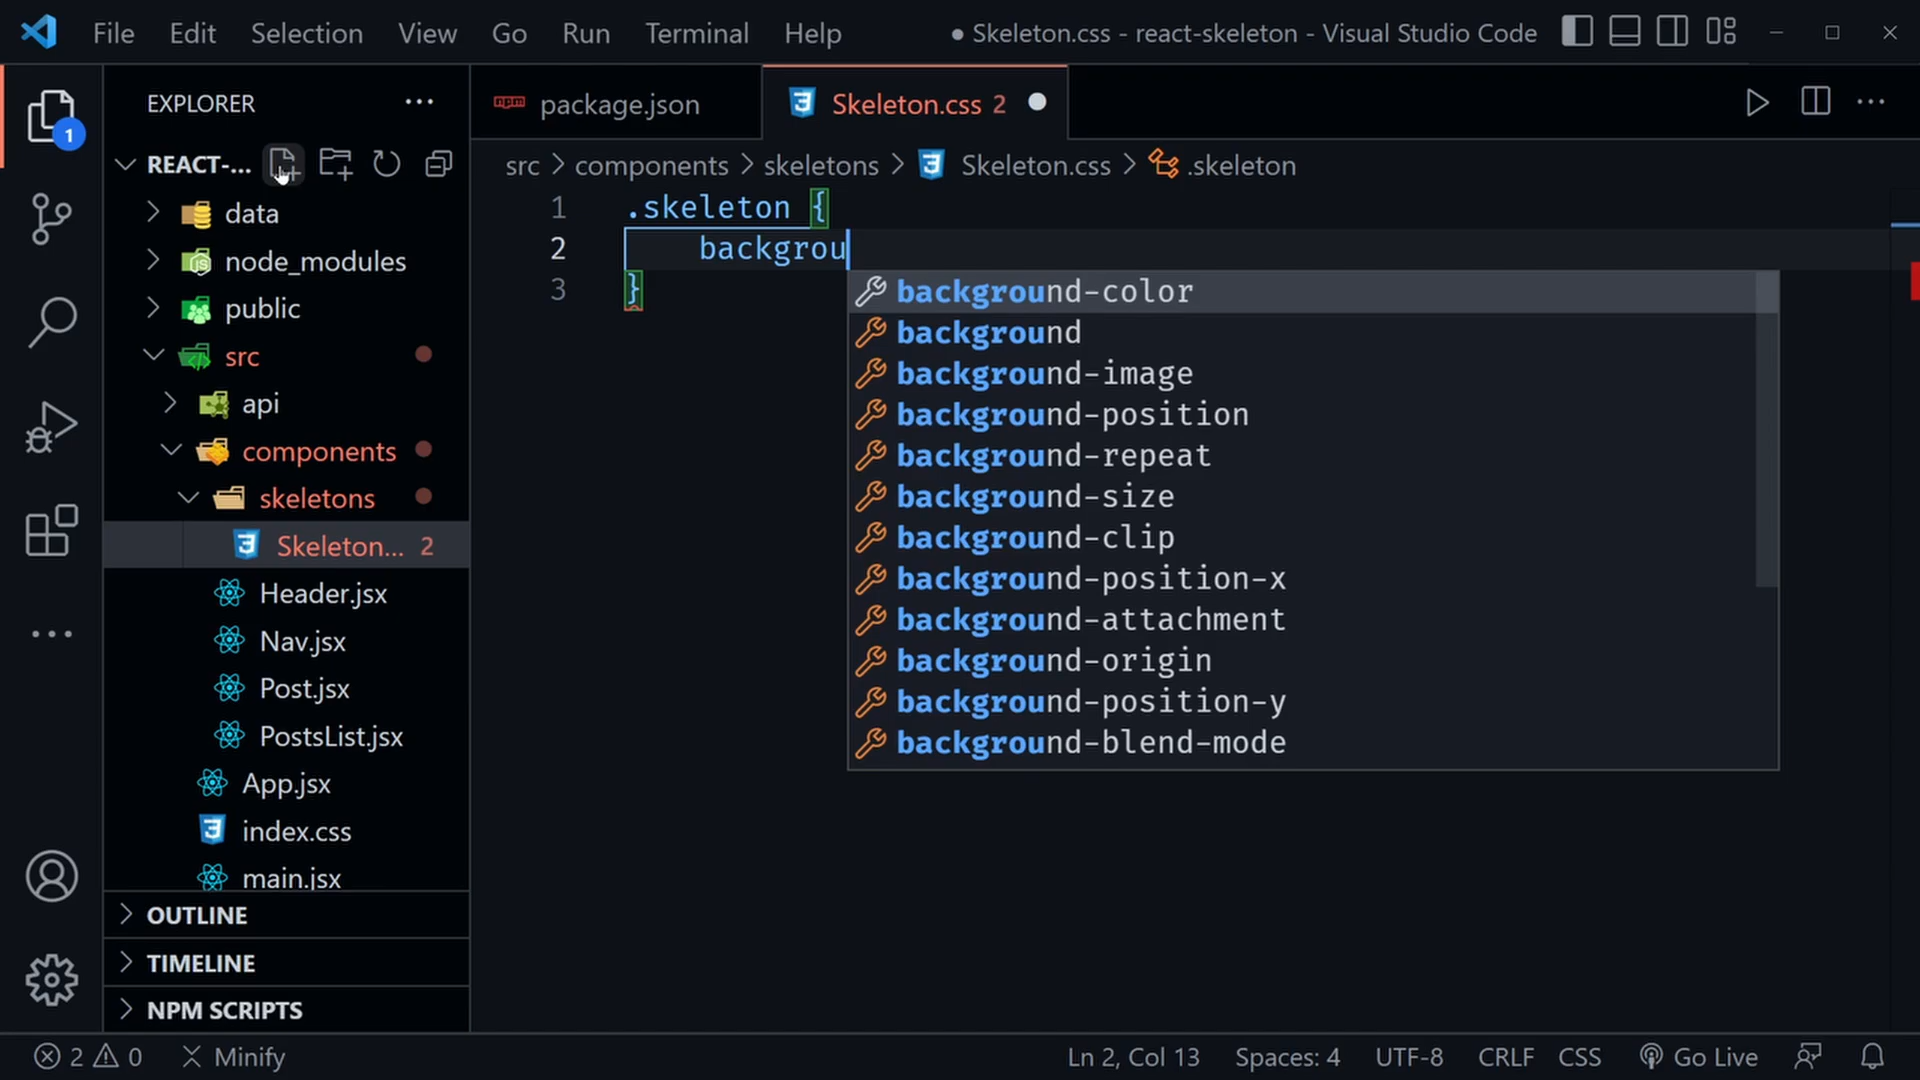 File Edit Selection View Go Run Terminal Help
● Skeleton.css - react-skeleton - Visual Studio Code
EXPLORER
1
REACT-...
data
node_modules
public
src
api
components
skeletons
Skeleton... 2
Header.jsx
Nav.jsx
Post.jsx
PostsList.jsx
App.jsx
index.css
main.jsx
OUTLINE
TIMELINE
NPM SCRIPTS
npm package.json
Skeleton.css 2
src > components > skeletons > Skeleton.css > .skeleton
1 .skeleton {
2 backgrou
3 }
background-color
background
background-image
background-position
background-repeat
background-size
background-clip
background-position-x
background-attachment
background-origin
background-position-y
background-blend-mode
2 0 Minify
Ln 2, Col 13 Spaces: 4 UTF-8 CRLF CSS Go Live